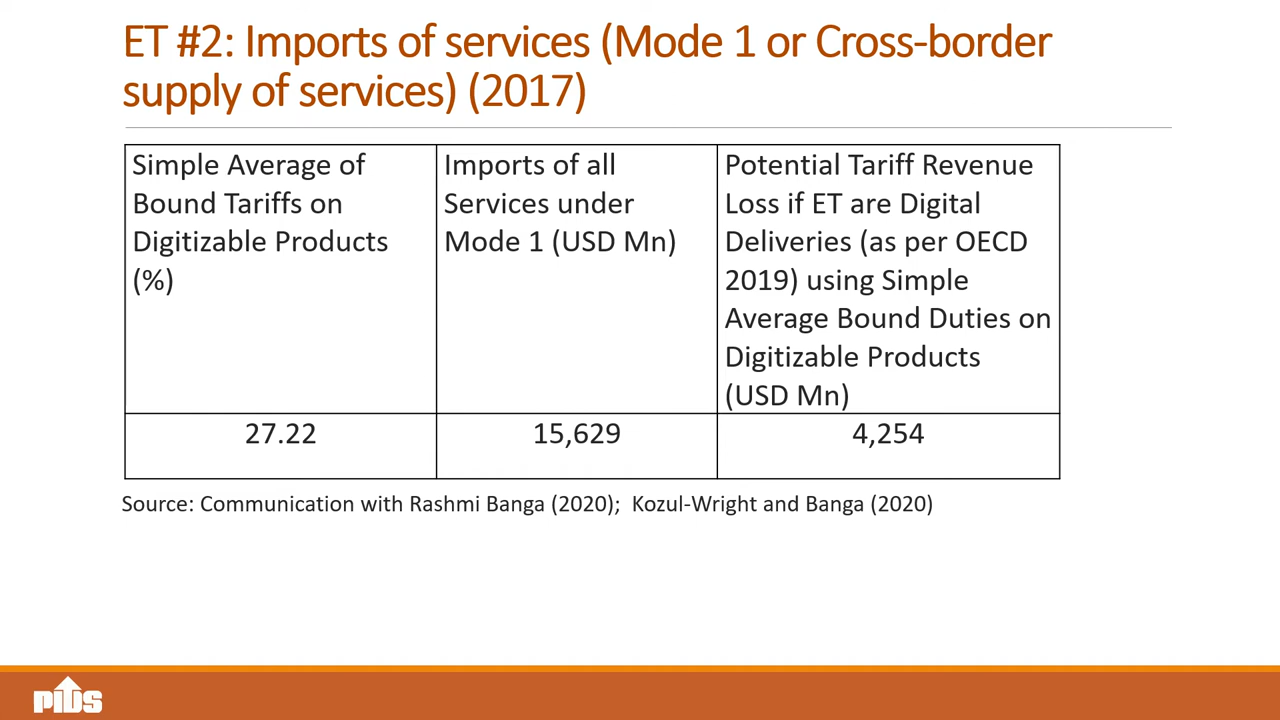 ET #2: Imports of services (Mode 1 or Cross-border
supply of services) (2017)
Simple Average of
Bound Tariffs on
Digitizable Products
(%)
Imports of all
Services under
Mode 1 (USD Mn)
Potential Tariff Revenue
Loss if ET are Digital
Deliveries (as per OECD
2019) using Simple
Average Bound Duties on
Digitizable Products
(USD Mn)
27.22
15,629
4,254
Source: Communication with Rashmi Banga (2020);  Kozul-Wright and Banga (2020)
PIDS